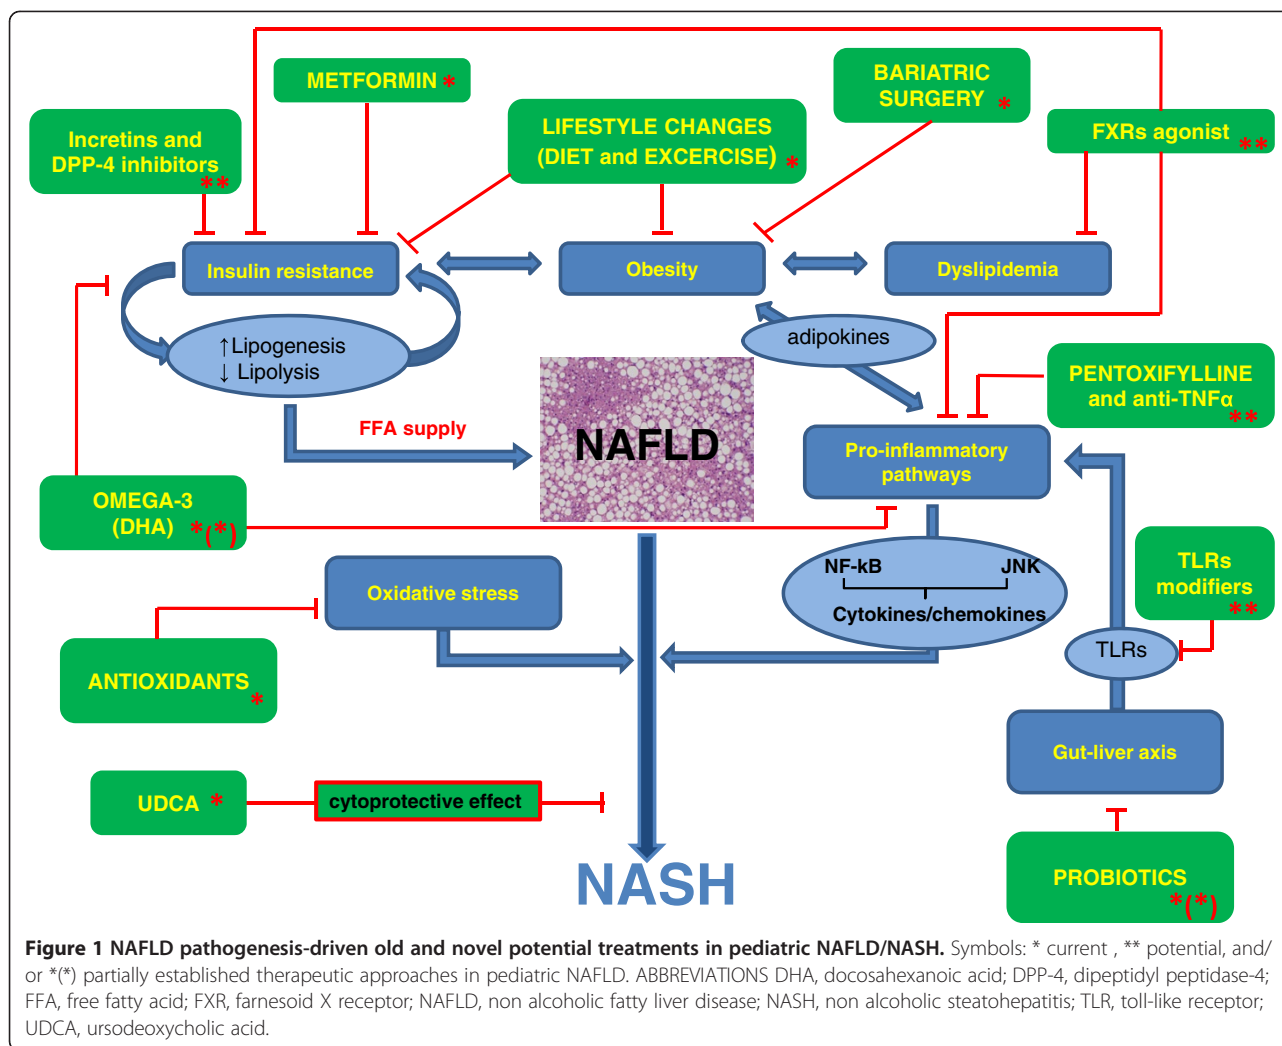 METFORMIN *
BARIATRIC
SURGERY *
Incretins and
DPP-4 inhibitors
**
LIFESTYLE CHANGES
(DIET and EXCERCISE) *
FXRs agonist
**
Insulin resistance
Obesity
Dyslipidemia
↑Lipogenesis
↓ Lipolysis
adipokines
PENTOXIFYLLINE
and anti-TNFα
**
FFA supply
NAFLD
Pro-inflammatory
pathways
OMEGA-3
(DHA) *(*)
NF-kB JNK
Cytokines/chemokines
TLRs
modifiers
**
Oxidative stress
TLRs
ANTIOXIDANTS
*
Gut-liver axis
UDCA *
cytoprotective effect
NASH
PROBIOTICS
*(*)
Figure 1 NAFLD pathogenesis-driven old and novel potential treatments in pediatric NAFLD/NASH. Symbols: * current , ** potential, and/
or *(*) partially established therapeutic approaches in pediatric NAFLD. ABBREVIATIONS DHA, docosahexanoic acid; DPP-4, dipeptidyl peptidase-4;
FFA, free fatty acid; FXR, farnesoid X receptor; NAFLD, non alcoholic fatty liver disease; NASH, non alcoholic steatohepatitis; TLR, toll-like receptor;
UDCA, ursodeoxycholic acid.